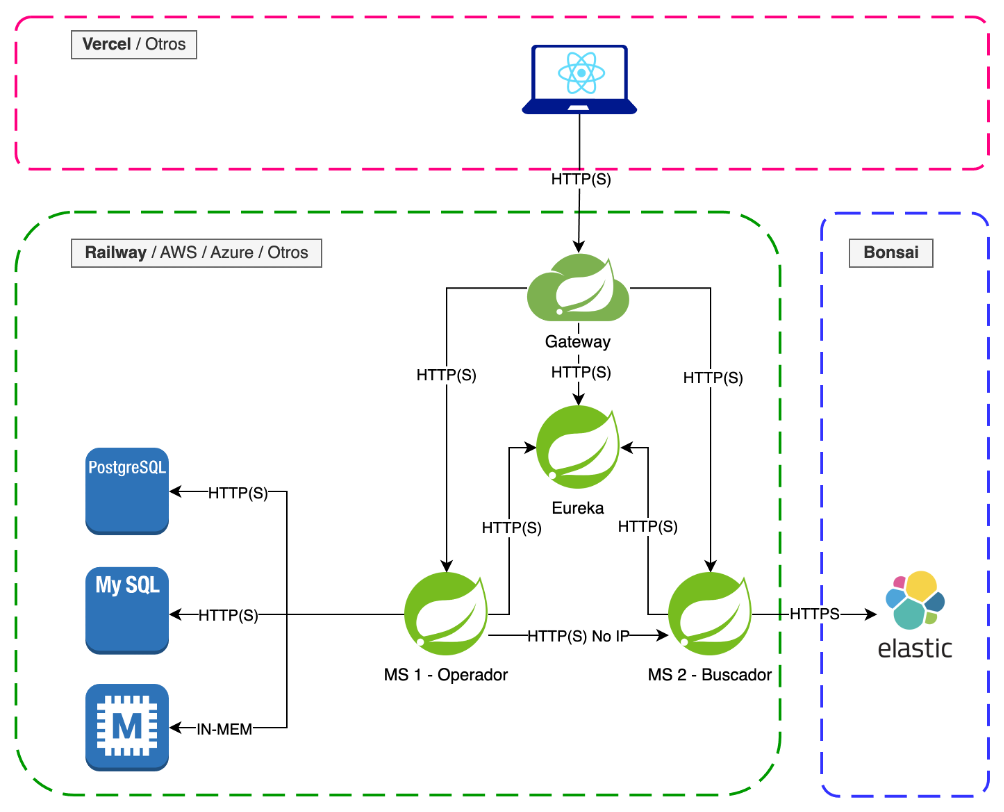 Vercel / Otros
HTTP(S)
Railway / AWS / Azure / Otros
Bonsai
Gateway
HTTP(S)
HTTP(S)
HTTP(S)
PostgreSQL
HTTP(S)
Eureka
HTTP(S)
HTTP(S)
My SQL
HTTP(S)
HTTP(S) No IP
HTTPS
elastic
MS 1 - Operador
MS 2 - Buscador
M
IN-MEM